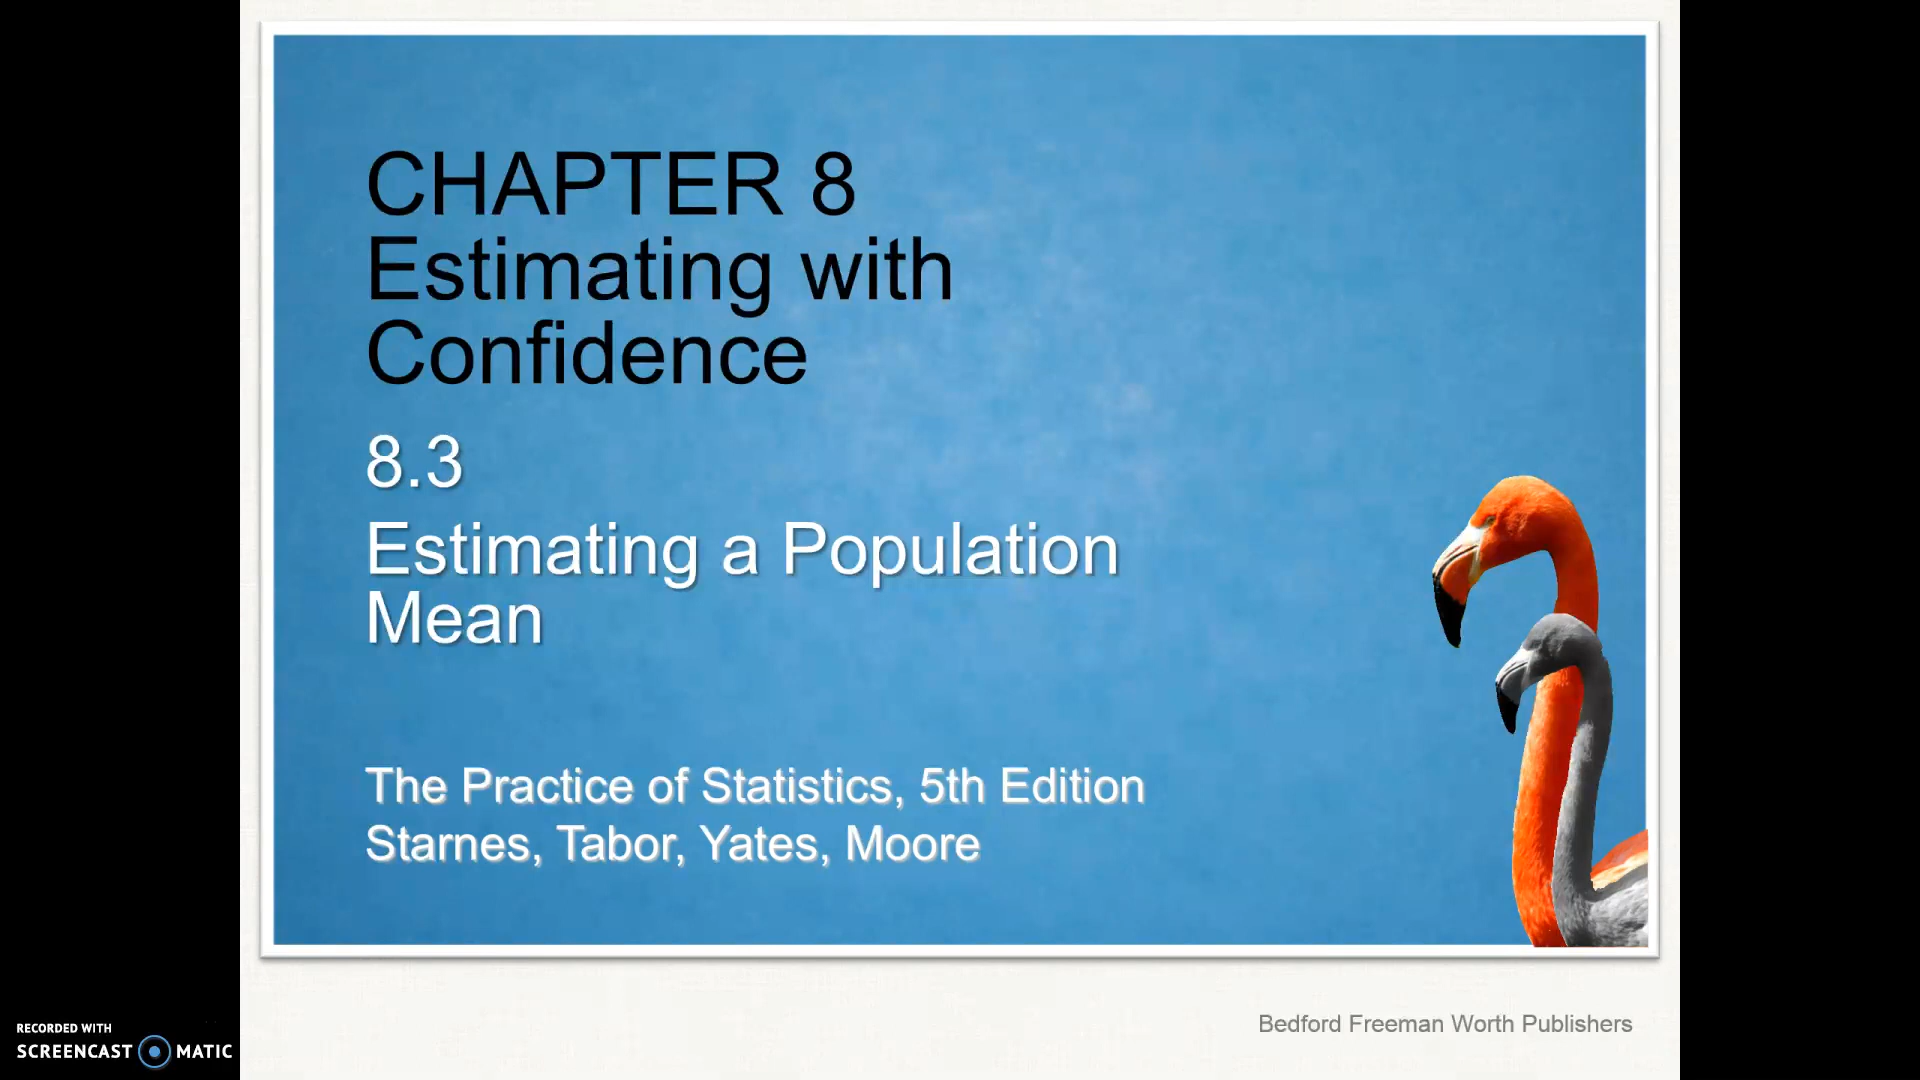 CHAPTER 8
Estimating with
Confidence
8.3
Estimating a Population
Mean
The Practice of Statistics, 5th Edition
Starnes, Tabor, Yates, Moore
Bedford Freeman Worth Publishers
RECORDED WITH
SCREENCAST MATIC